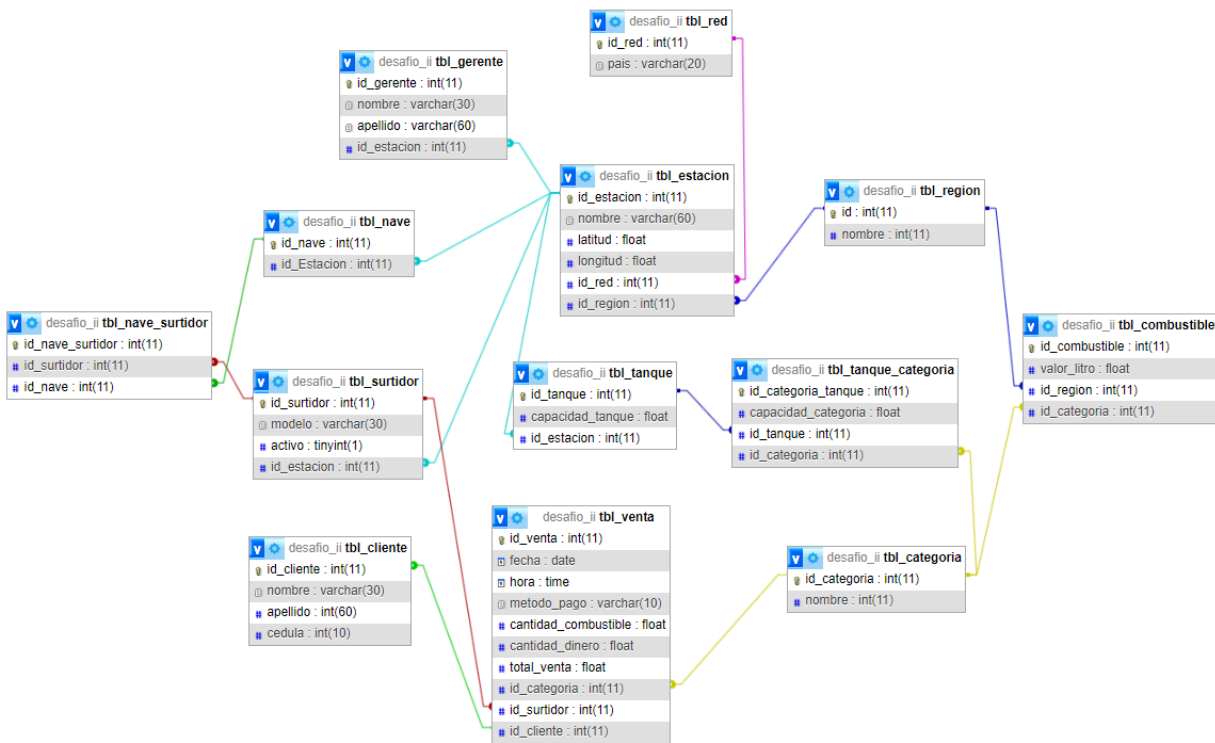 desafio_ii tbl_red
id_red : int(11)
pais : varchar(20)
desafio_ii tbl_gerente
id_gerente : int(11)
nombre : varchar(30)
apellido : varchar(60)
id_estacion : int(11)
desafio_ii tbl_estacion
id_estacion : int(11)
nombre : varchar(60)
latitud : float
longitud : float
id_red : int(11)
id_region : int(11)
desafio_ii tbl_region
id : int(11)
nombre : int(11)
desafio_ii tbl_nave
id_nave : int(11)
id_Estacion : int(11)
desafio_ii tbl_nave_surtidor
id_nave_surtidor : int(11)
id_surtidor : int(11)
id_nave : int(11)
desafio_ii tbl_combustible
id_combustible : int(11)
valor_litro : float
id_region : int(11)
id_categoria : int(11)
desafio_ii tbl_surtidor
id_surtidor : int(11)
modelo : varchar(30)
activo : tinyint(1)
id_estacion : int(11)
desafio_ii tbl_tanque
id_tanque : int(11)
capacidad_tanque : float
id_estacion : int(11)
desafio_ii tbl_tanque_categoria
id_categoria_tanque : int(11)
capacidad_categoria : float
id_tanque : int(11)
id_categoria : int(11)
desafio_ii tbl_cliente
id_cliente : int(11)
nombre : varchar(30)
apellido : int(60)
cedula : int(10)
desafio_ii tbl_venta
id_venta : int(11)
fecha : date
hora : time
metodo_pago : varchar(10)
cantidad_combustible : float
cantidad_dinero : float
total_venta : float
id_categoria : int(11)
id_surtidor : int(11)
id_cliente : int(11)
desafio_ii tbl_categoria
id_categoria : int(11)
nombre : int(11)